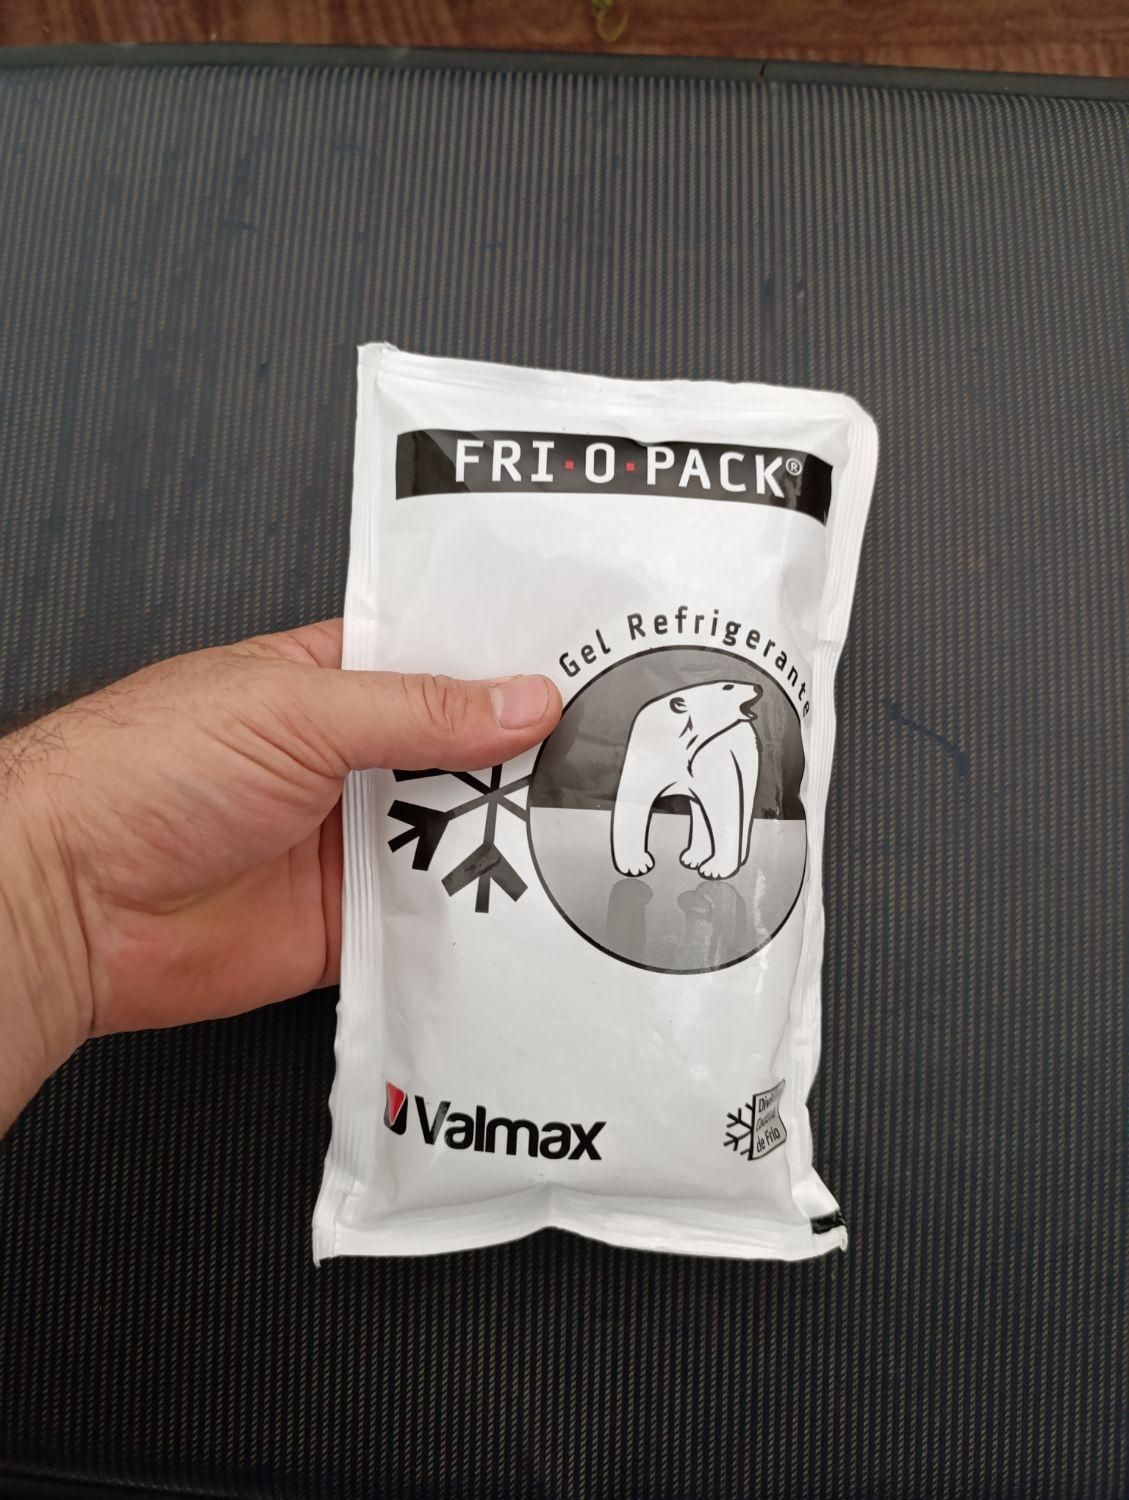 FRI·O·PACK®
Gel Refrigerante
Valmax
de Frío